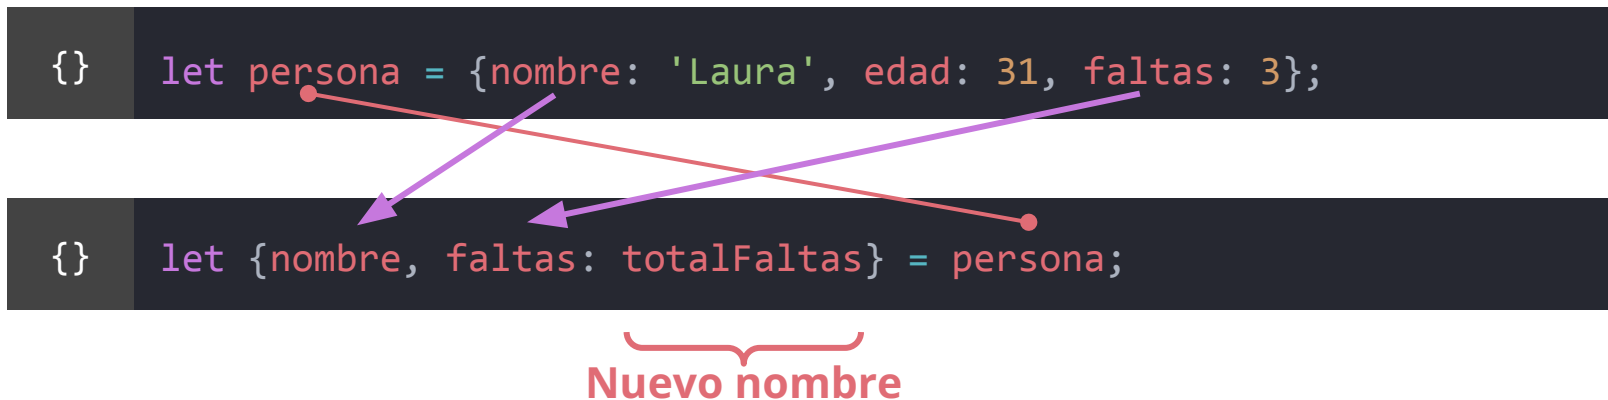 {} let persona = {nombre: 'Laura', edad: 31, faltas: 3};
{} let {nombre, faltas: totalFaltas} = persona;
Nuevo nombre